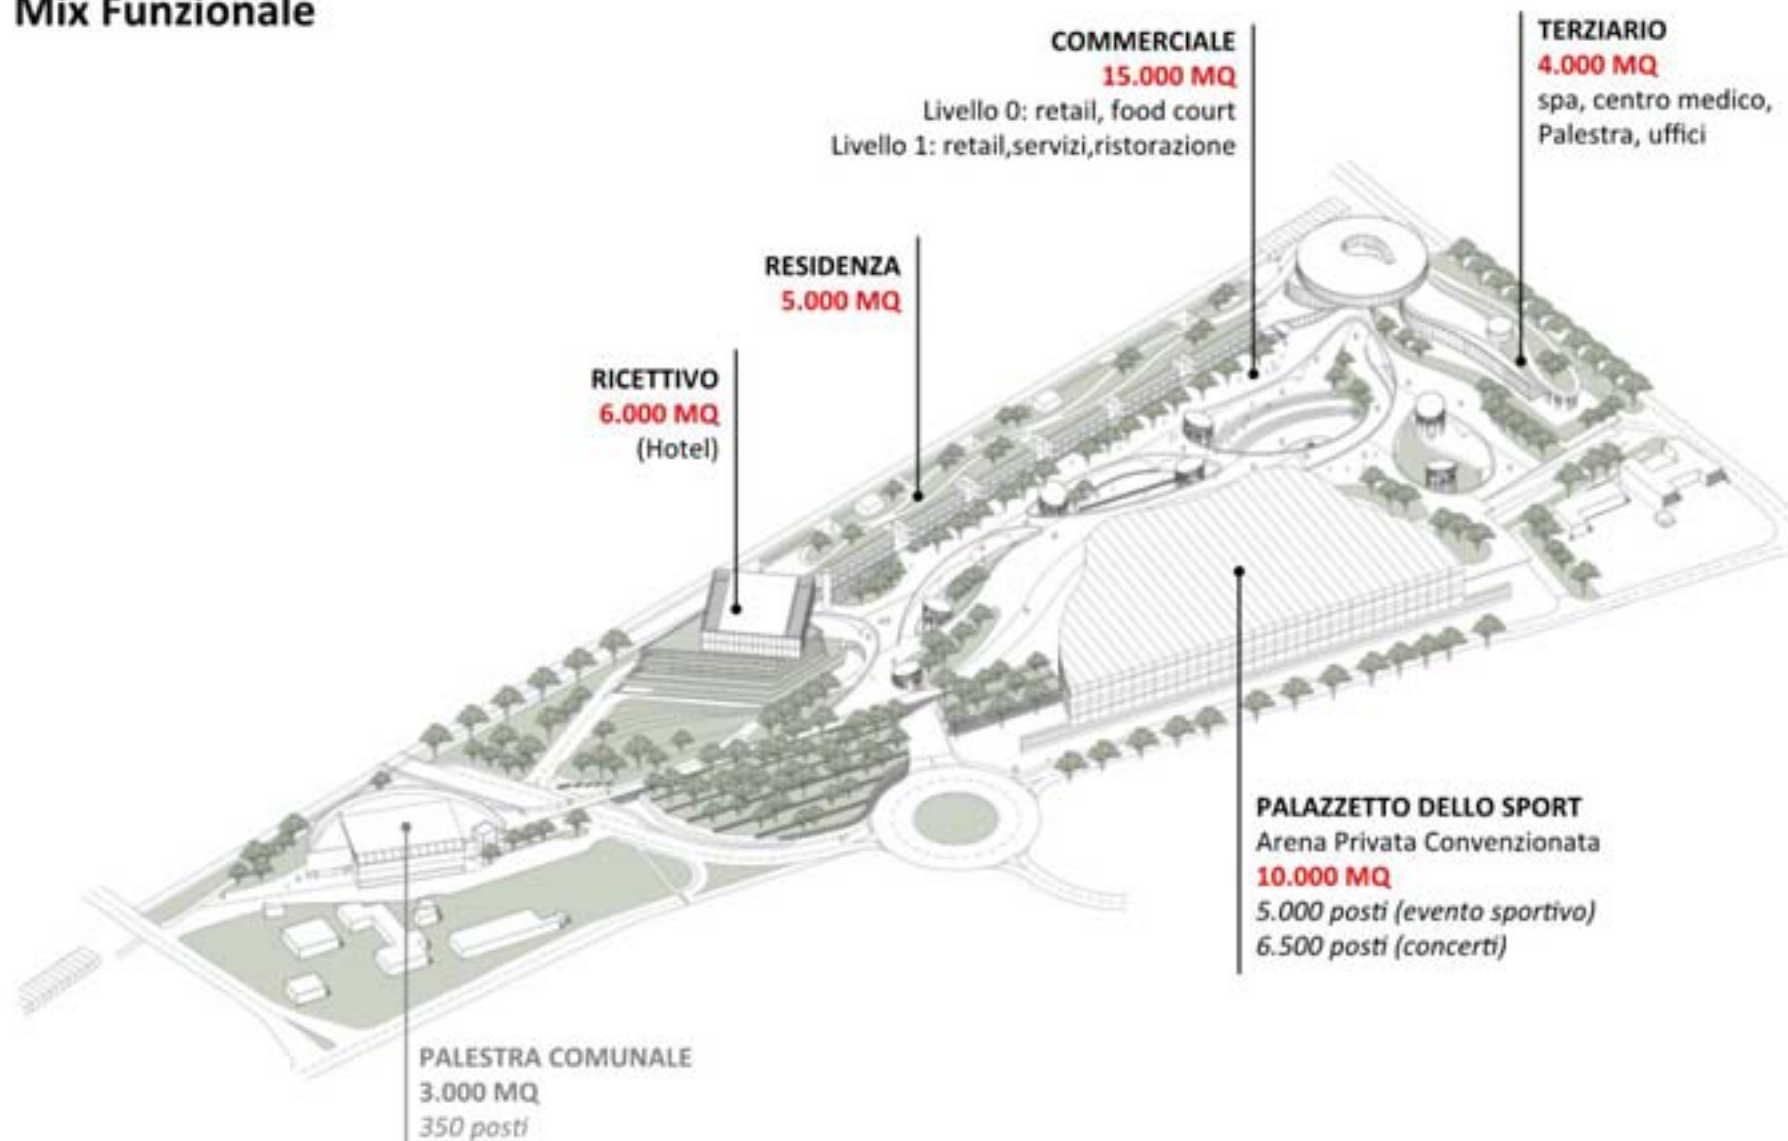 Mix Funzionale
COMMERCIALE
15.000 MQ
Livello 0: retail, food court
Livello 1: retail,servizi,ristorazione
TERZIARIO
4.000 MQ
spa, centro medico,
Palestra, uffici
RESIDENZA
5.000 MQ
RICETTIVO
6.000 MQ
(Hotel)
PALAZZETTO DELLO SPORT
Arena Privata Convenzionata
10.000 MQ
5.000 posti (evento sportivo)
6.500 posti (concerti)
PALESTRA COMUNALE
3.000 MQ
350 posti